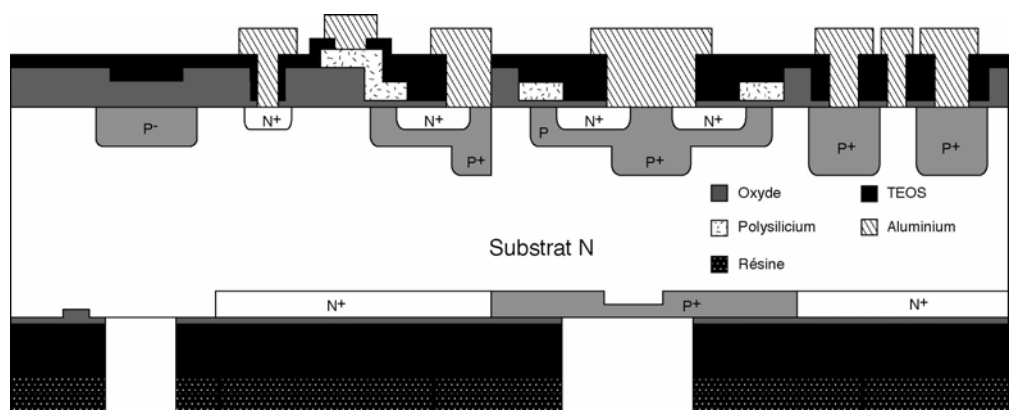 P-
N+
N+
P+
P
N+
N+
P+
P+
P+
Oxyde
TEOS
Polysilicium
Aluminium
Résine
Substrat N
N+
P+
N+